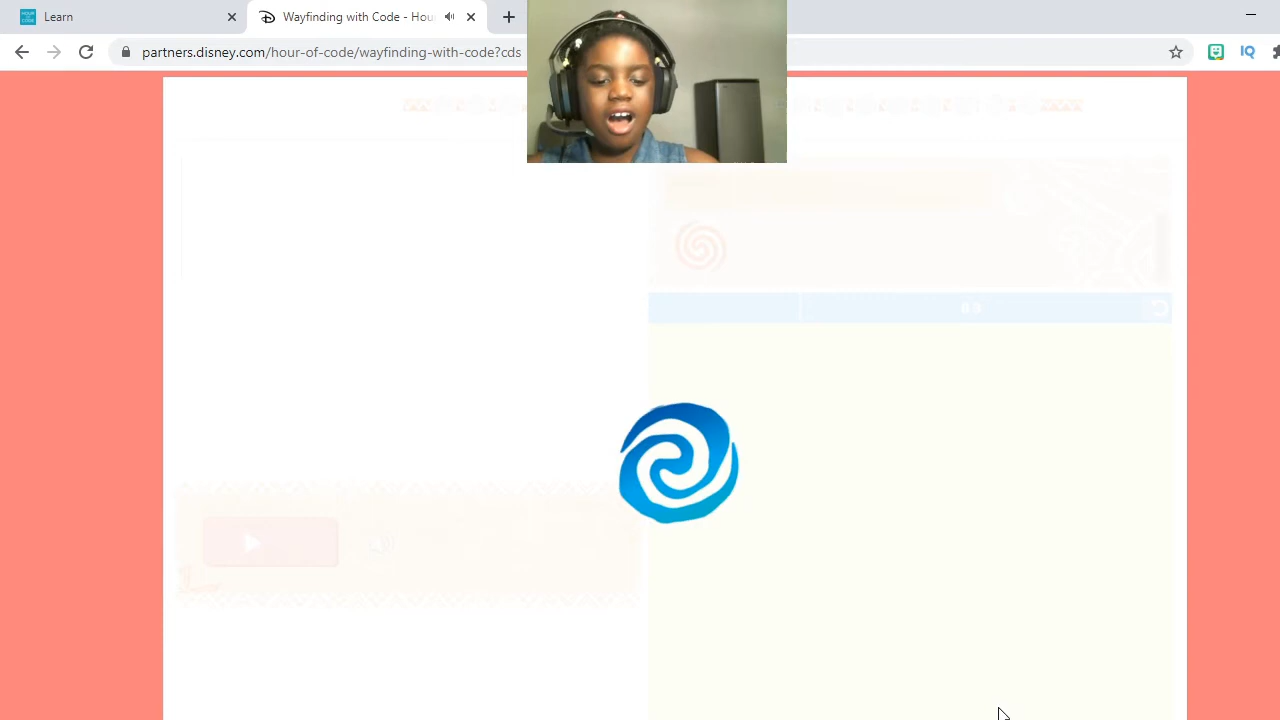 Learn
Wayfinding with Code - Hou
partners.disney.com/hour-of-code/wayfinding-with-code?cds